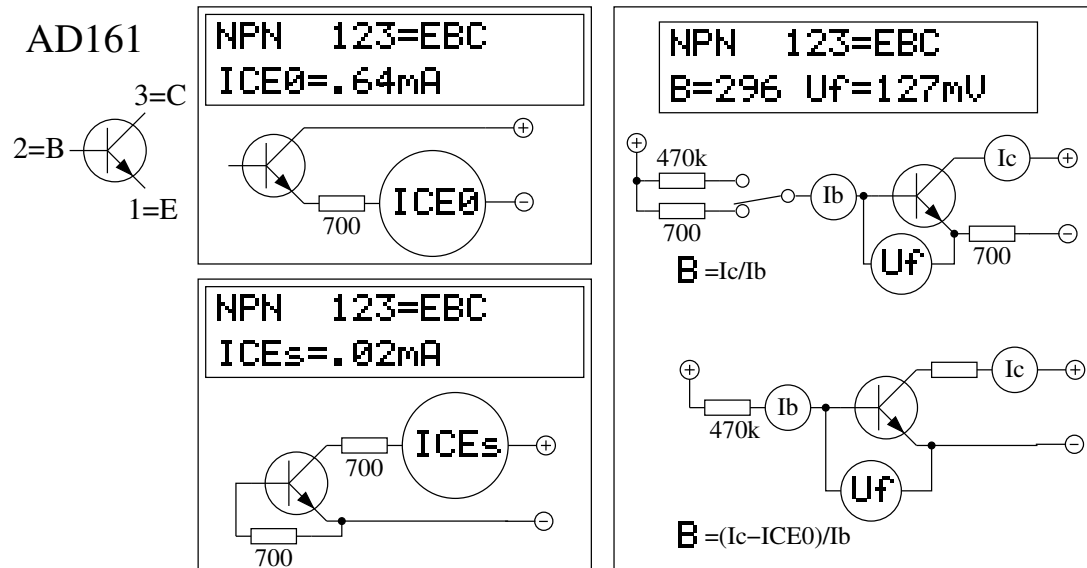 AD161
3=C
2=B
1=E
NPN 123=EBC
ICE0=.64mA
+
ICE0
−
700
NPN 123=EBC
ICEs=.02mA
ICEs
+
700
−
700
NPN 123=EBC
B=296 Uf=127mV
+
470k
Ic
+
Ib
700
Uf
−
700
B =Ic/Ib
+
Ic
+
Ib
470k
−
Uf
B =(Ic−ICE0)/Ib